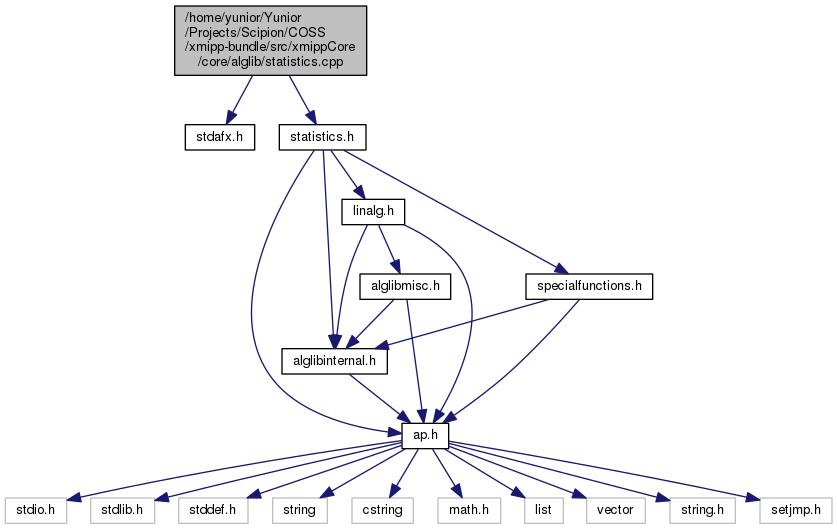 /home/yunior/Yunior
/Projects/Scipion/COSS
/xmipp-bundle/src/xmippCore
/core/alglib/statistics.cpp
stdafx.h
statistics.h
linalg.h
alglibmisc.h
specialfunctions.h
alglibinternal.h
ap.h
stdio.h
stdlib.h
stddef.h
string
cstring
math.h
list
vector
string.h
setjmp.h